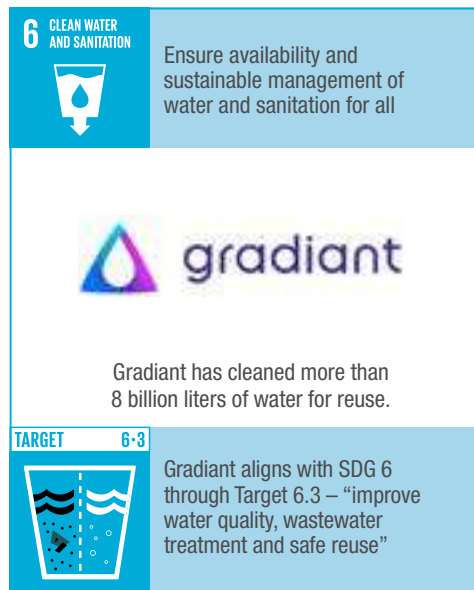 6 CLEAN WATER
AND SANITATION
Ensure availability and
sustainable management of
water and sanitation for all
gradiant
Gradiant has cleaned more than
8 billion liters of water for reuse.
TARGET 6·3
Gradiant aligns with SDG 6
through Target 6.3 – “improve
water quality, wastewater
treatment and safe reuse”